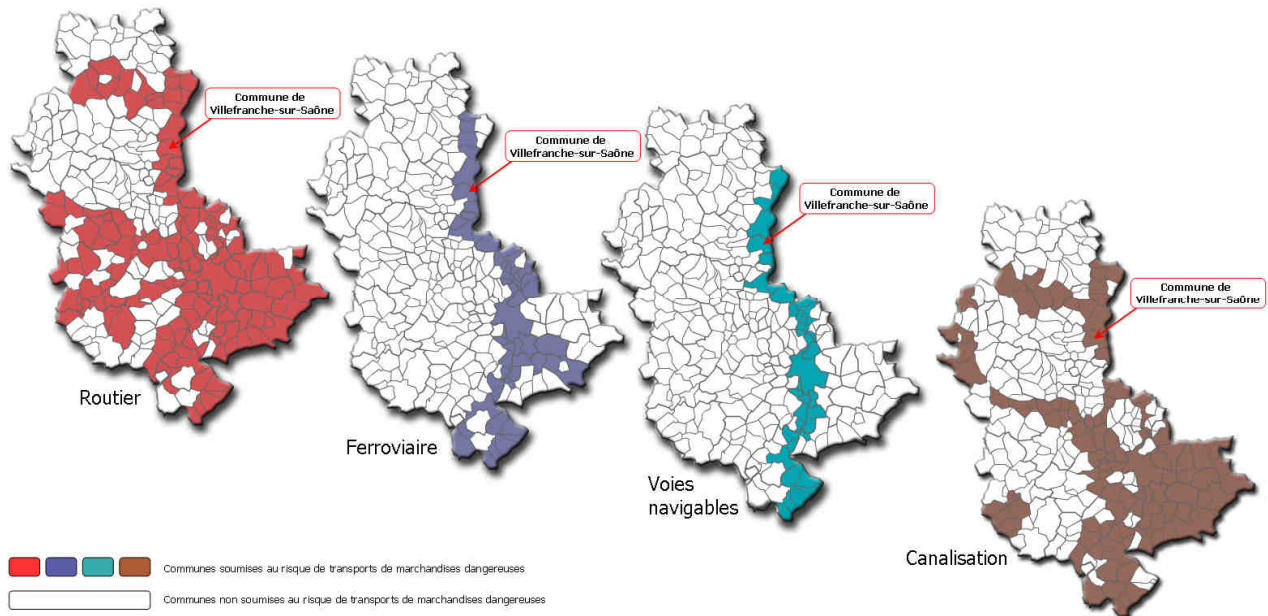 Commune de
Villefranche-sur-Saône
Routier
Commune de
Villefranche-sur-Saône
Ferroviaire
Commune de
Villefranche-sur-Saône
Voies
navigables
Commune de
Villefranche-sur-Saône
Canalisation
Communes soumises au risque de transports de marchandises dangereuses
Communes non soumises au risque de transports de marchandises dangereuses